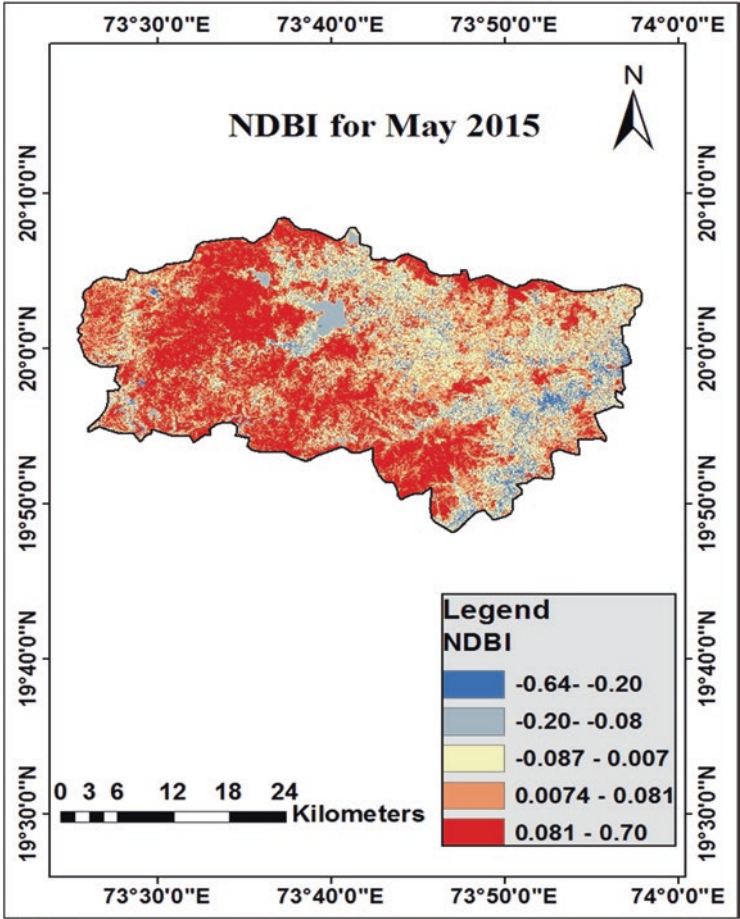 73°30'0"E 73°40'0"E 73°50'0"E 74°0'0"E
N
NDBI for May 2015
20°10'0"N 20°10'0"N
20°0'0"N 20°0'0"N
19°50'0"N 19°50'0"N
19°40'0"N 19°40'0"N
19°30'0"N 19°30'0"N
Legend
NDBI
-0.64- -0.20
-0.20- -0.08
-0.087 - 0.007
0.0074 - 0.081
0.081 - 0.70
0 3 6 12 18 24
Kilometers
73°30'0"E 73°40'0"E 73°50'0"E 74°0'0"E